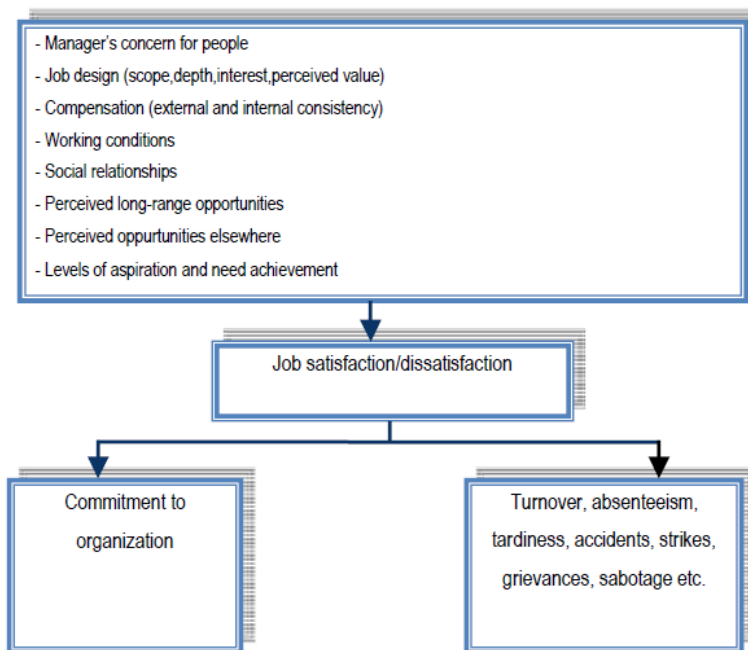 - Manager's concern for people
- Job design (scope,depth,interest,perceived value)
- Compensation (external and internal consistency)
- Working conditions
- Social relationships
- Perceived long-range opportunities
- Perceived oppurtunities elsewhere
- Levels of aspiration and need achievement
Job satisfaction/dissatisfaction
Commitment to
organization
Turnover, absenteeism,
tardiness, accidents, strikes,
grievances, sabotage etc.